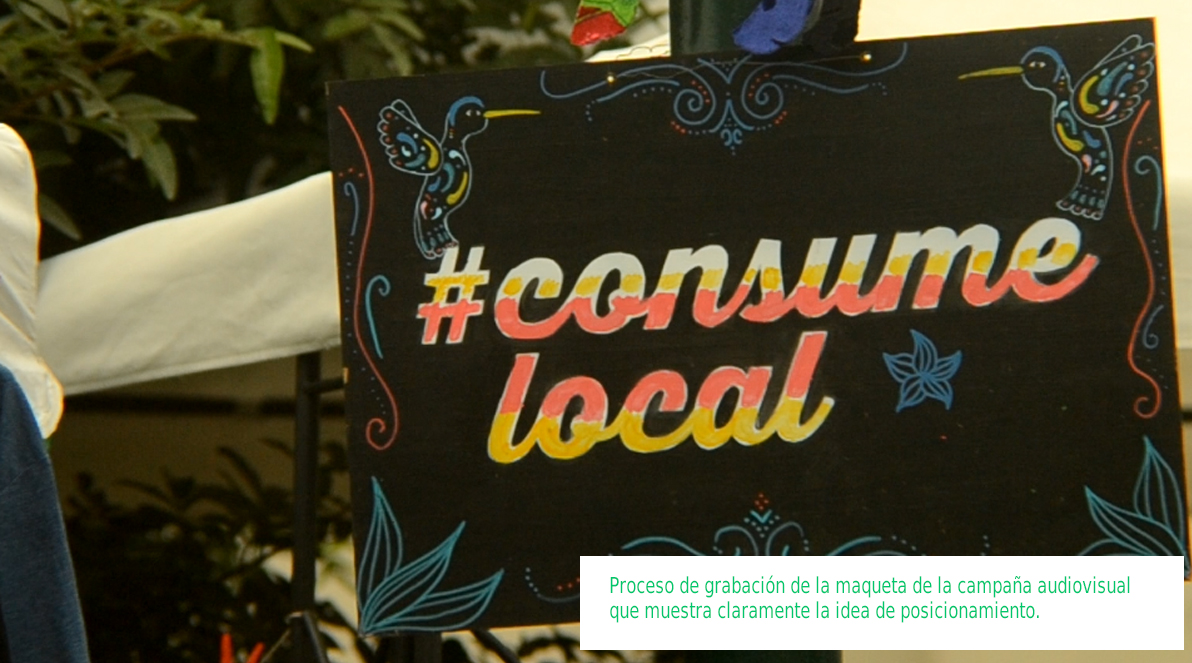 #consume
local
Proceso de grabación de la maqueta de la campaña audiovisual
que muestra claramente la idea de posicionamiento.